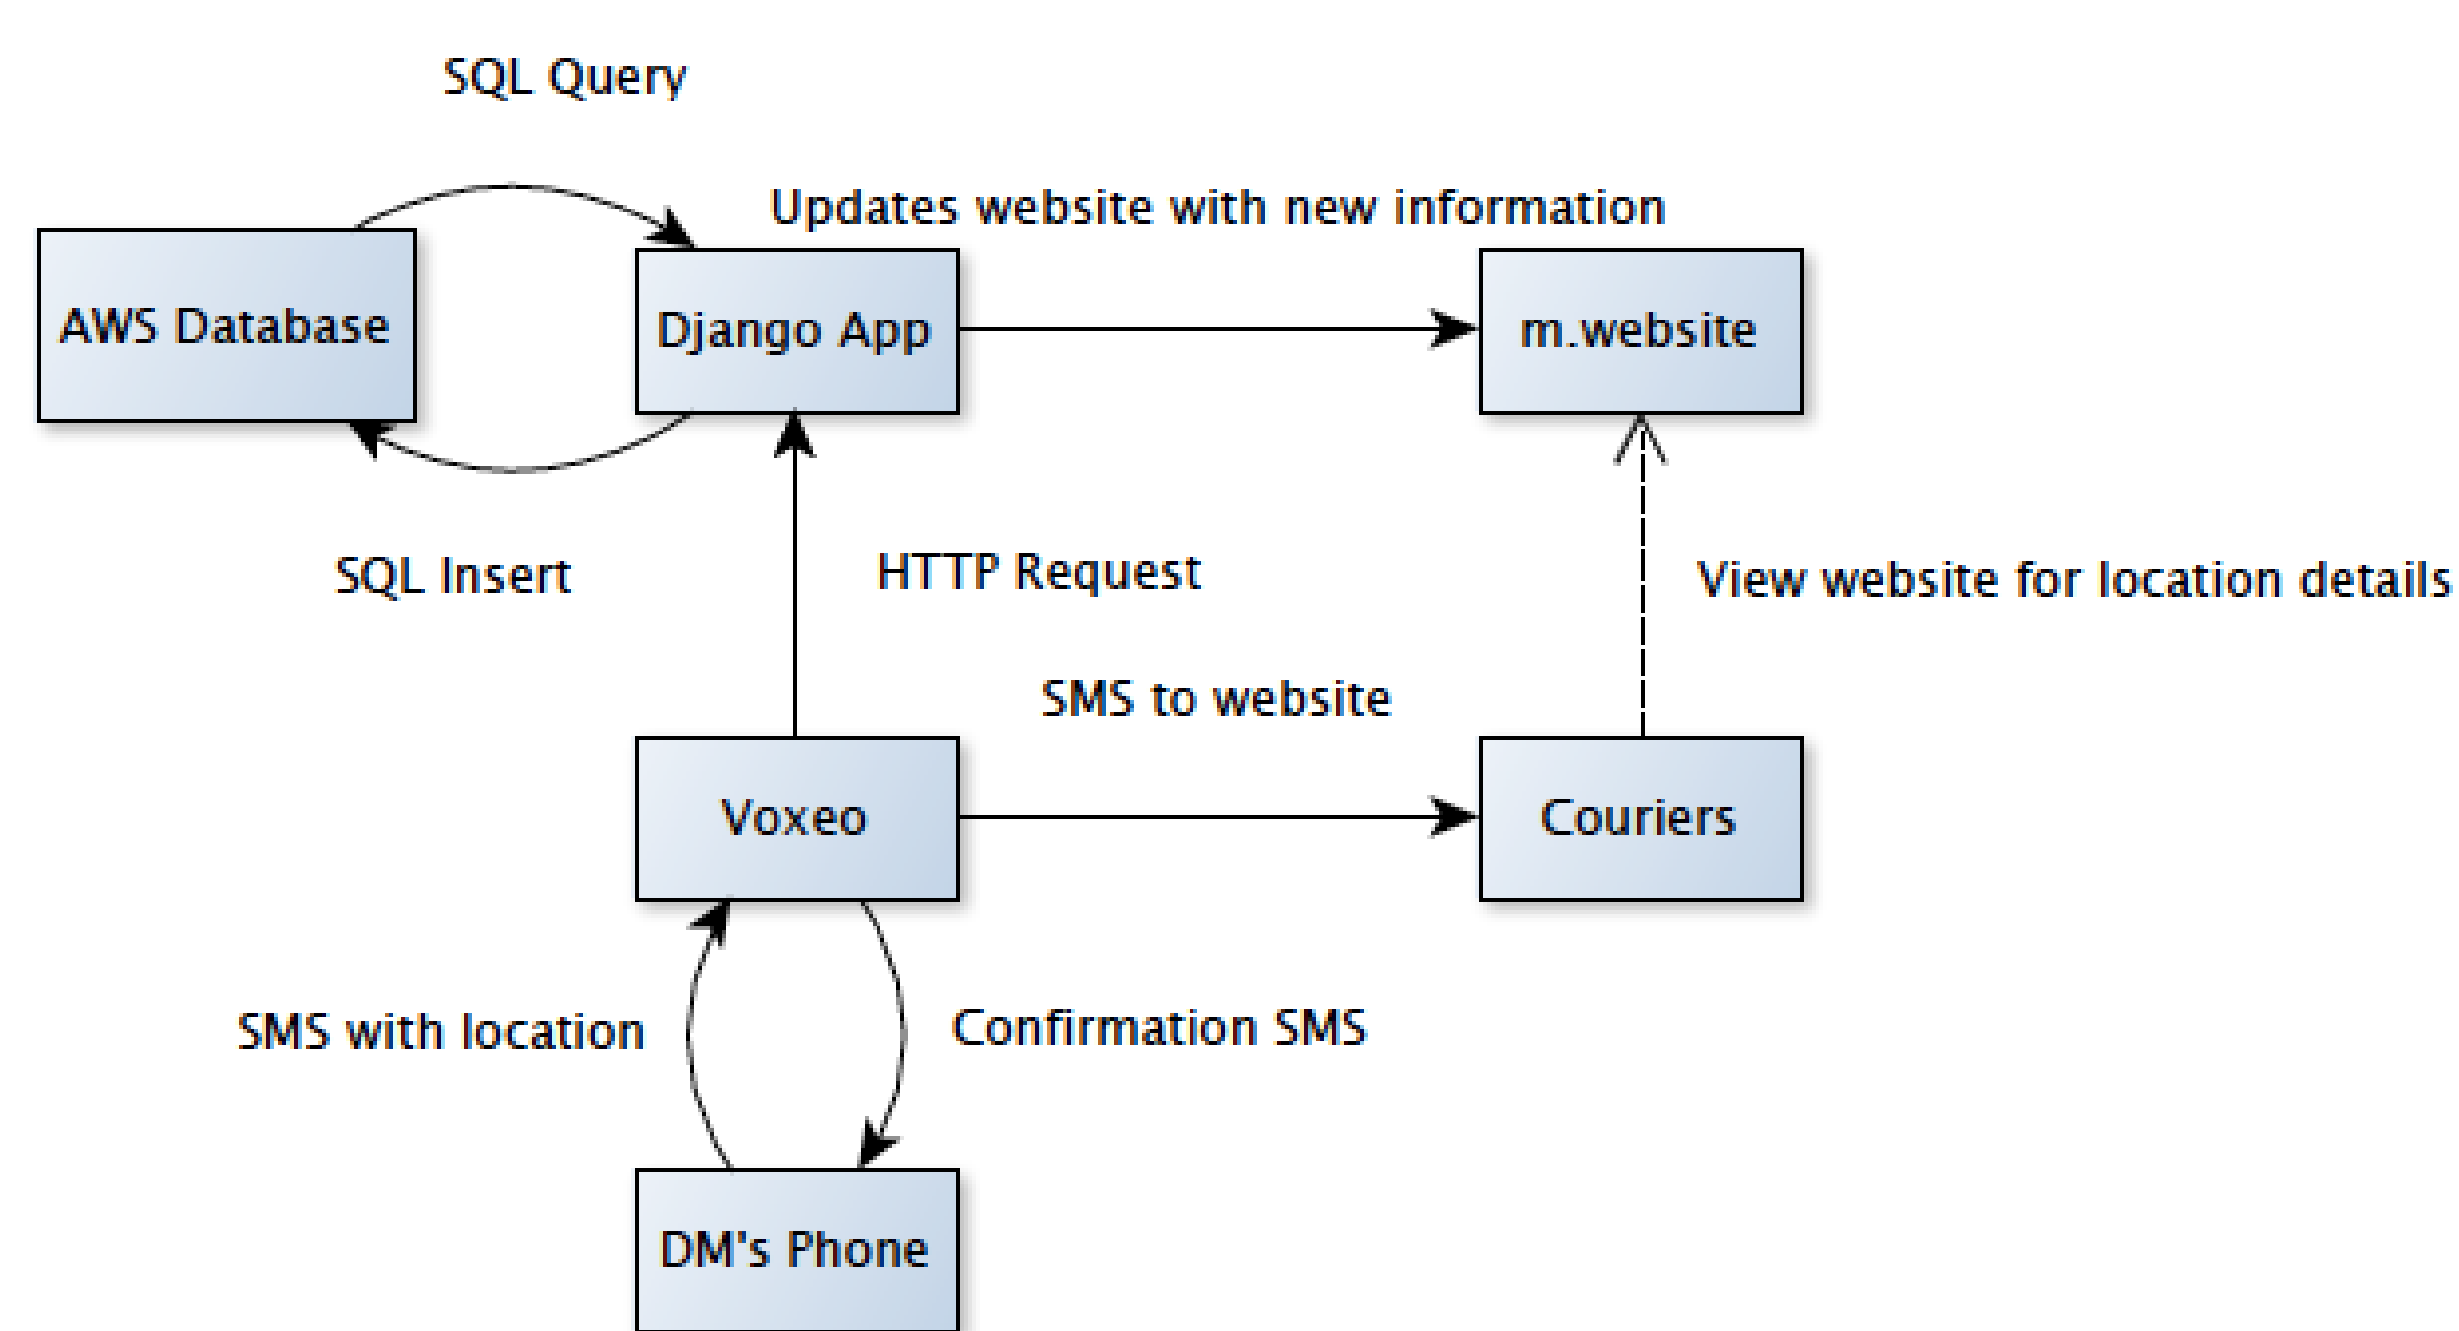 SQL Query
Updates website with new information
AWS Database
Django App
m.website
SQL Insert
HTTP Request
View website for location details
SMS to website
Voxeo
Couriers
SMS with location
Confirmation SMS
DM's Phone